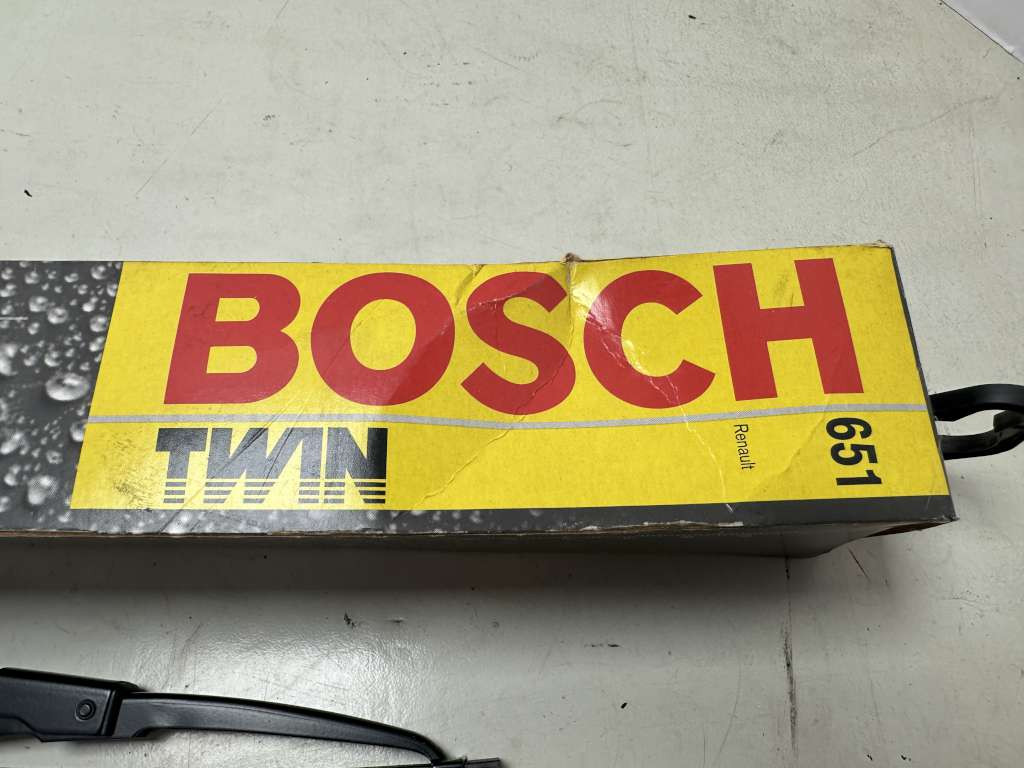 BOSCH
TWIN
Renault
651